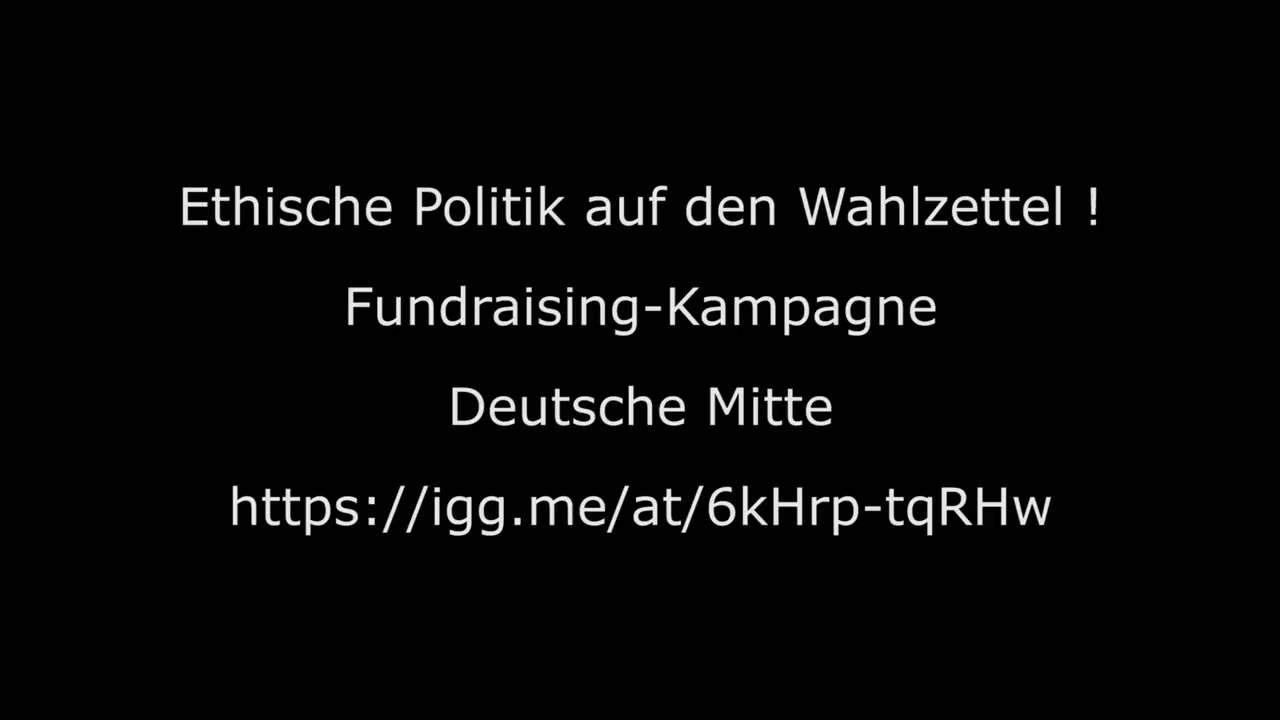 Ethische Politik auf den Wahlzettel !
Fundraising-Kampagne
Deutsche Mitte
https://igg.me/at/6kHrp-tqRHw